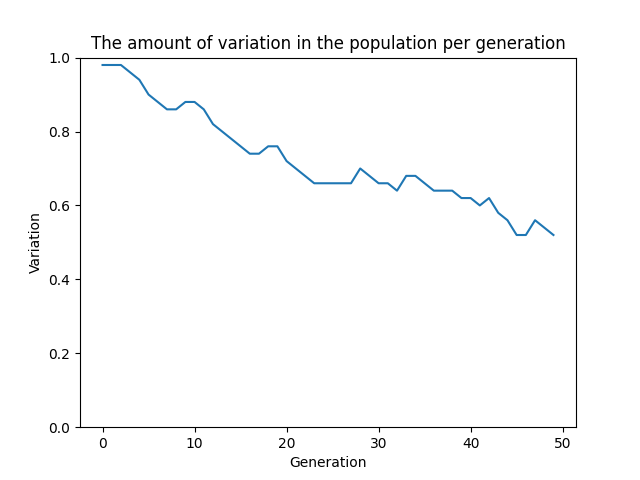 The amount of variation in the population per generation
1.0
0.8
0.6
0.4
0.2
0.0
Variation
0 10 20 30 40 50
Generation